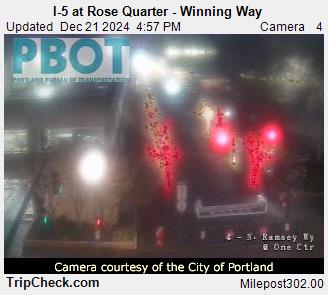 I-5 at Rose Quarter - Winning Way
Updated Dec 21 2024 4:57 PM Camera 4
PBOT
PORTLAND BUREAU OF TRANSPORTATION
4 - N. Ramsey Wy
@ One Ctr
Camera courtesy of the City of Portland
TripCheck.com Milepost302.00